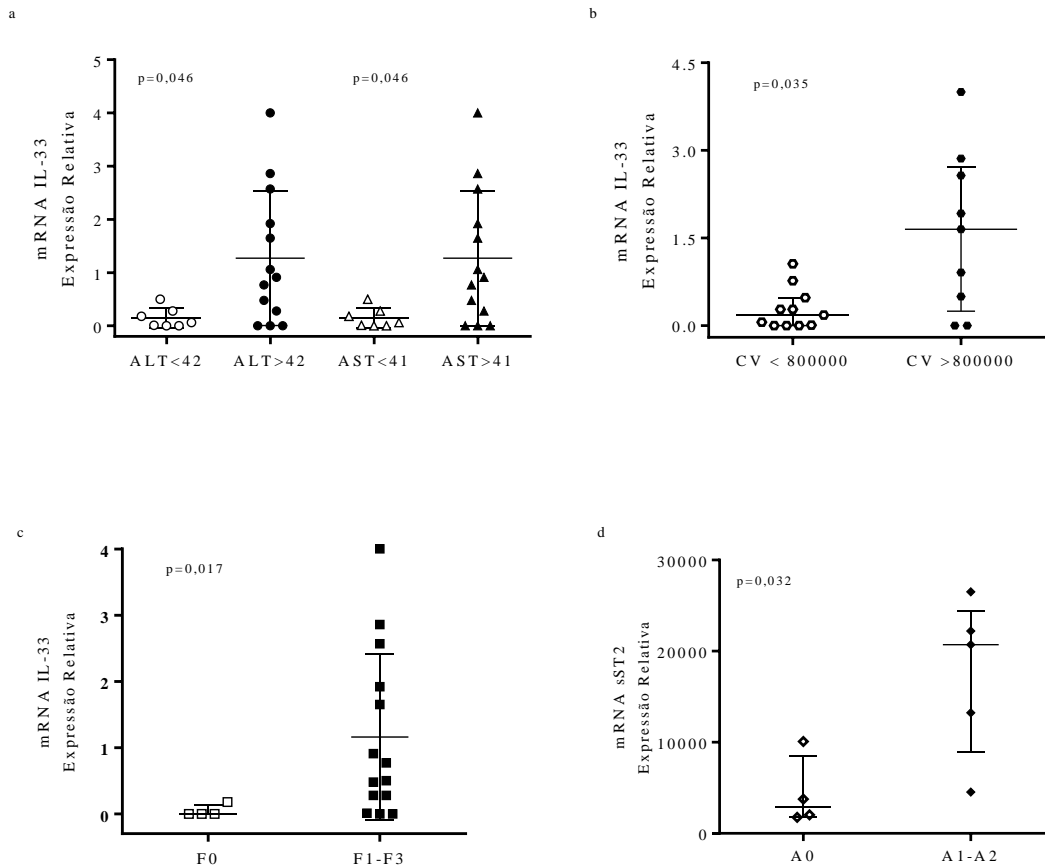 a
mRNA IL-33
Expressão Relativa
5
4
3
2
1
0
p=0,046
p=0,046
ALT<42
ALT>42
AST<41
AST>41
b
mRNA IL-33
Expressão Relativa
4.5
3.0
1.5
0.0
p=0,035
CV < 800000
CV >800000
c
mRNA IL-33
Expressão Relativa
4
3
2
1
0
p=0,017
F0
F1-F3
d
mRNA sST2
Expressão Relativa
30000
20000
10000
0
p=0,032
A0
A1-A2